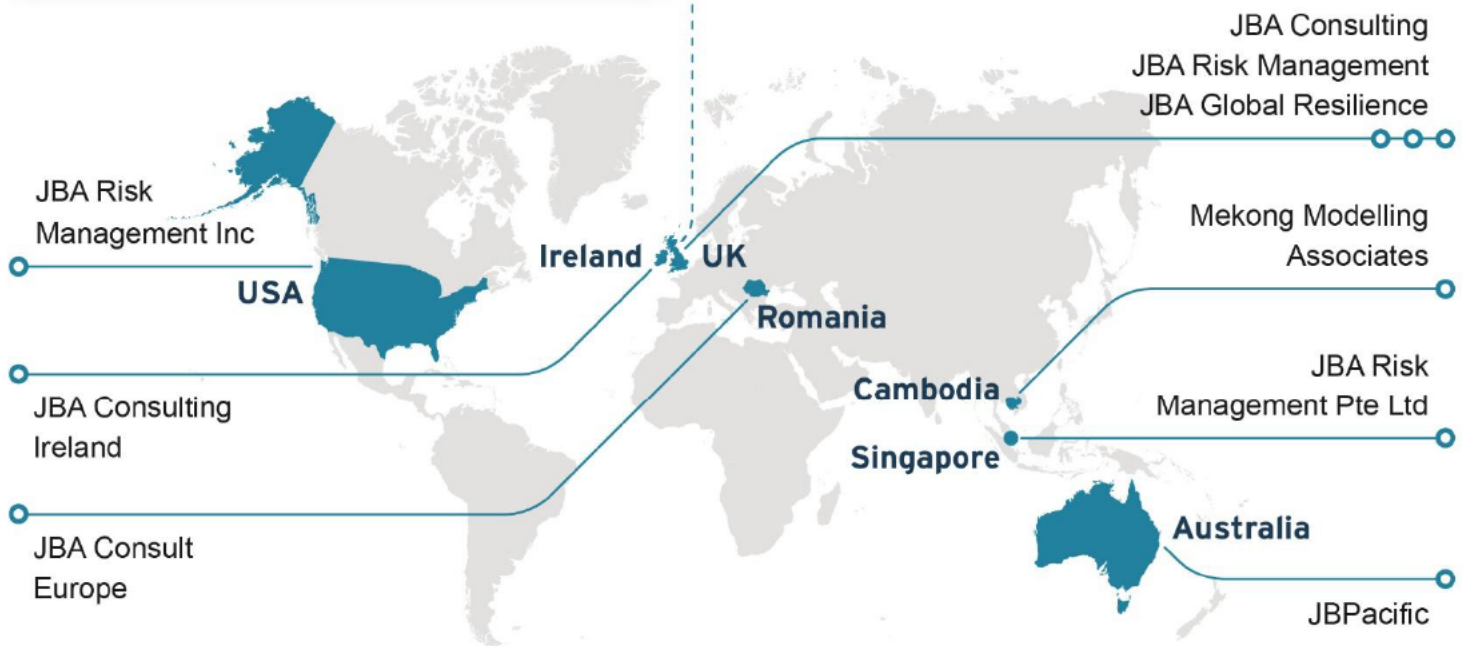 JBA Consulting
JBA Risk Management
JBA Global Resilience
JBA Risk
Management Inc
Mekong Modelling
Associates
Ireland
UK
USA
Romania
JBA Risk
Management Pte Ltd
Cambodia
JBA Consulting
Ireland
Singapore
Australia
JBA Consult
Europe
JBPacific